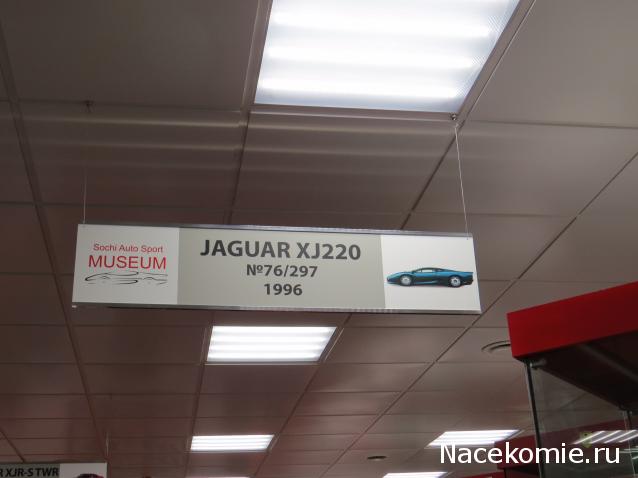 Sochi Auto Sport
MUSEUM
JAGUAR XJ220
№76/297
1996
R XJR-S TWR
Nacekomie.ru